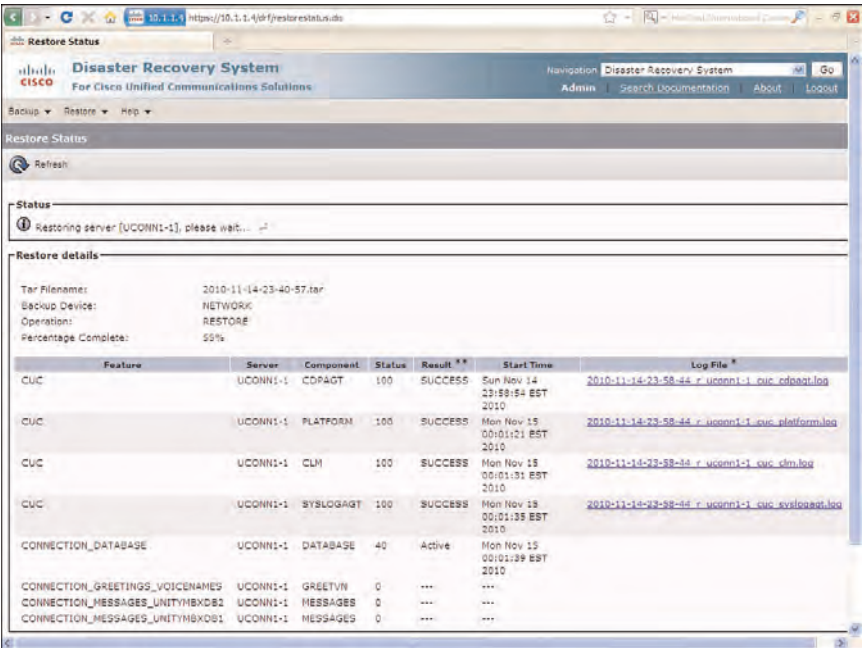 10.1.1.4 https://10.1.1.4/drf/restorestatus.do
Restore Status
cisco
Disaster Recovery System
For Cisco Unified Communications Solutions
Navigation Disaster Recovery System Go
Admin | Search Documentation | About | Logout
Backup Restore Help
Restore Status
Refresh
Status
Restoring server [UCONN1-1], please wait...
Restore details
Tar Filename: 2010-11-14-23-40-57.tar
Backup Device: NETWORK
Operation: RESTORE
Percentage Complete: 55%
Feature Server Component Status Result ** Start Time Log File *
CUC UCONN1-1 CDPAGT 100 SUCCESS Sun Nov 14 2010-11-14-23-58-44_r_uconn1-1_cuc_cdpagt.log
23:58:54 EST
2010
CUC UCONN1-1 PLATFORM 100 SUCCESS Mon Nov 15 2010-11-14-23-58-44_r_uconn1-1_cuc_platform.log
00:01:21 EST
2010
CUC UCONN1-1 CLM 100 SUCCESS Mon Nov 15 2010-11-14-23-58-44_r_uconn1-1_cuc_clm.log
00:01:31 EST
2010
CUC UCONN1-1 SYSLOGAGT 100 SUCCESS Mon Nov 15 2010-11-14-23-58-44_r_uconn1-1_cuc_syslogagt.log
00:01:35 EST
2010
CONNECTION_DATABASE UCONN1-1 DATABASE 40 Active Mon Nov 15
00:01:39 EST
2010
CONNECTION_GREETINGS_VOICENAMES UCONN1-1 GREETVN 0 --- ---
CONNECTION_MESSAGES_UNITYMBXDB2 UCONN1-1 MESSAGES 0 --- ---
CONNECTION_MESSAGES_UNITYMBXDB1 UCONN1-1 MESSAGES 0 --- ---